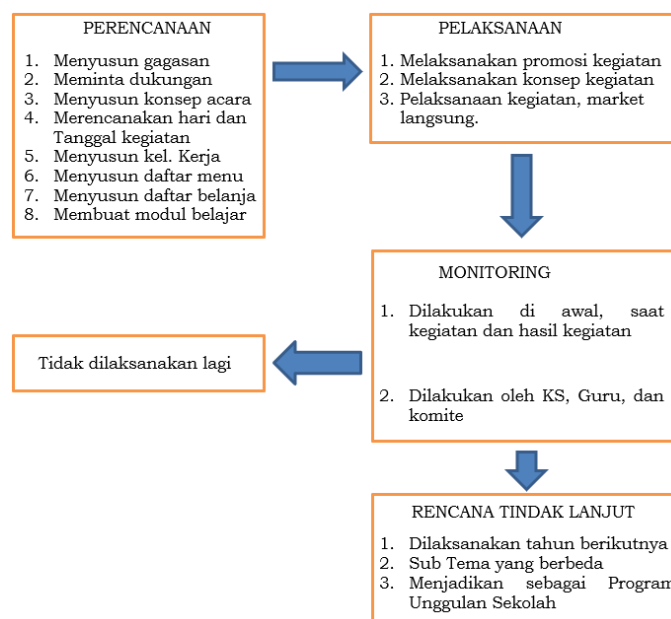 PERENCANAAN
1. Menyusun gagasan
2. Meminta dukungan
3. Menyusun konsep acara
4. Merencanakan hari dan
Tanggal kegiatan
5. Menyusun kel. Kerja
6. Menyusun daftar menu
7. Menyusun daftar belanja
8. Membuat modul belajar
PELAKSANAAN
1. Melaksanakan promosi kegiatan
2. Melaksanakan konsep kegiatan
3. Pelaksanaan kegiatan, market
langsung.
MONITORING
1. Dilakukan di awal, saat
kegiatan dan hasil kegiatan
2. Dilakukan oleh KS, Guru, dan
komite
Tidak dilaksanakan lagi
RENCANA TINDAK LANJUT
1. Dilaksanakan tahun berikutnya
2. Sub Tema yang berbeda
3. Menjadikan sebagai Program
Unggulan Sekolah